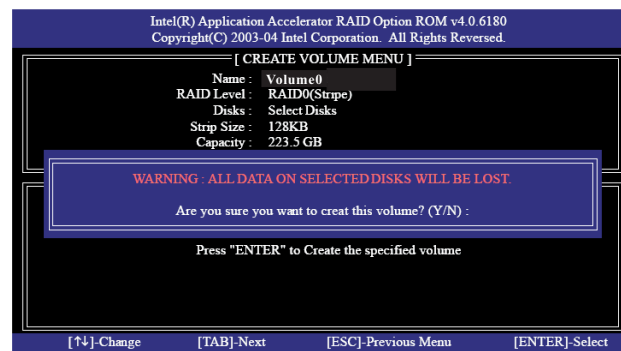 Intel(R) Application Accelerator RAID Option ROM v4.0.6180
Copyright(C) 2003-04 Intel Corporation. All Rights Reversed.
[ CREATE VOLUME MENU ]
Name : Volume0
RAID Level : RAID0(Stripe)
Disks : Select Disks
Strip Size : 128KB
Capacity : 223.5 GB
WARNING : ALL DATA ON SELECTED DISKS WILL BE LOST.
Are you sure you want to creat this volume? (Y/N) :
Press "ENTER" to Create the specified volume
[↑↓]-Change [TAB]-Next [ESC]-Previous Menu [ENTER]-Select